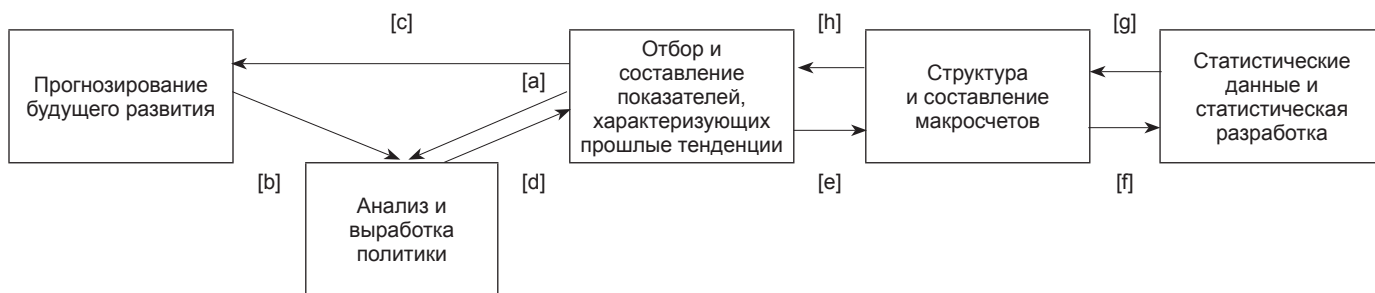 [c]
[h]
[g]
Прогнозирование
будущего развития
[a]
Отбор и
составление
показателей,
характеризующих
прошлые тенденции
Структура
и составление
макросчетов
Статистические
данные и
статистическая
разработка
[b]
Анализ и
выработка
политики
[d]
[e]
[f]